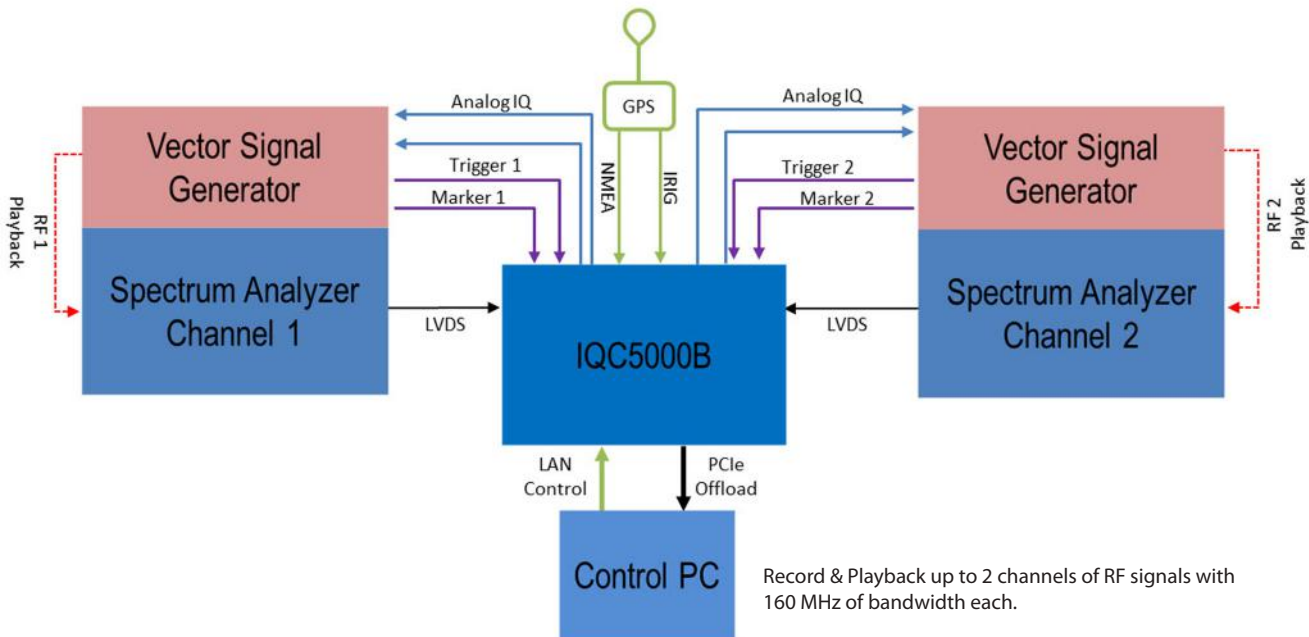 Analog IQ
GPS
Analog IQ
Vector Signal
Generator
Trigger 1
Marker 1
NMEA
IRIG
Trigger 2
Marker 2
Vector Signal
Generator
RF 1
Playback
RF 2
Playback
Spectrum Analyzer
Channel 1
LVDS
IQC5000B
LVDS
Spectrum Analyzer
Channel 2
LAN
Control
PCIe
Offload
Control PC
Record & Playback up to 2 channels of RF signals with
160 MHz of bandwidth each.